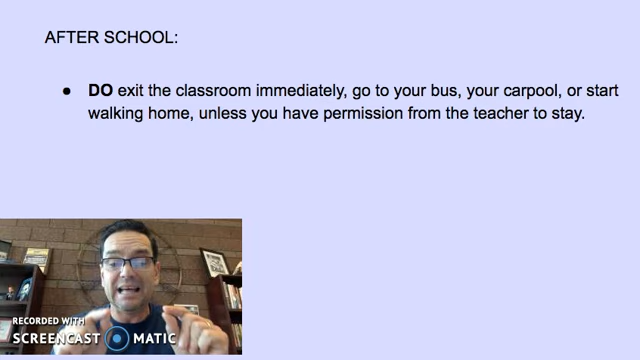 AFTER SCHOOL:
● DO exit the classroom immediately, go to your bus, your carpool, or start
walking home, unless you have permission from the teacher to stay.
RECORDED WITH
SCREENCAST MATIC